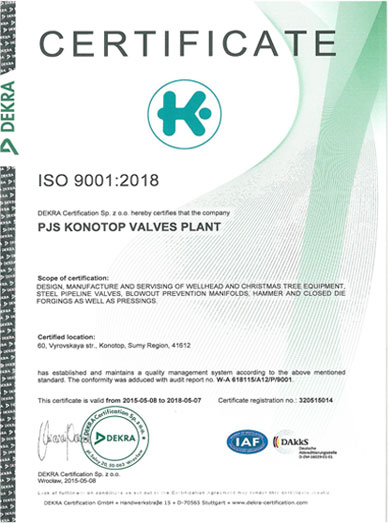 CERTIFICATE
DEKRA
ISO 9001:2018
DEKRA Certification Sp. z o.o. hereby certifies that the company
PJS KONOTOP VALVES PLANT
Scope of certification:
DESIGN, MANUFACTURE AND SERVISING OF WELLHEAD AND CHRISTMAS TREE EQUIPMENT,
STEEL PIPELINE VALVES, BLOWOUT PREVENTION MANIFOLDS, HAMMER AND CLOSED DIE
FORGINGS AS WELL AS PRESSINGS.
Certified location:
60, Vyrovskaya str., Konotop, Sumy Region, 41612
has established and maintains a quality management system according to the above mentioned
standard. The conformity was adduced with audit report no. W-A 618115/A12/P/9001.
This certificate is valid from 2015-05-08 to 2018-05-07 Certificate registration no.: 320515014
DEKRA Certification Sp. z o.o.
DEKRA
IAF
DAkkS
Deutsche
Akkreditierungsstelle
DEKRA Certification Sp. z o.o.
Wrocław, 2015-05-08
DEKRA Certification GmbH • Handwerkstraße 15 • D-70565 Stuttgart • www.dekra-certification.com